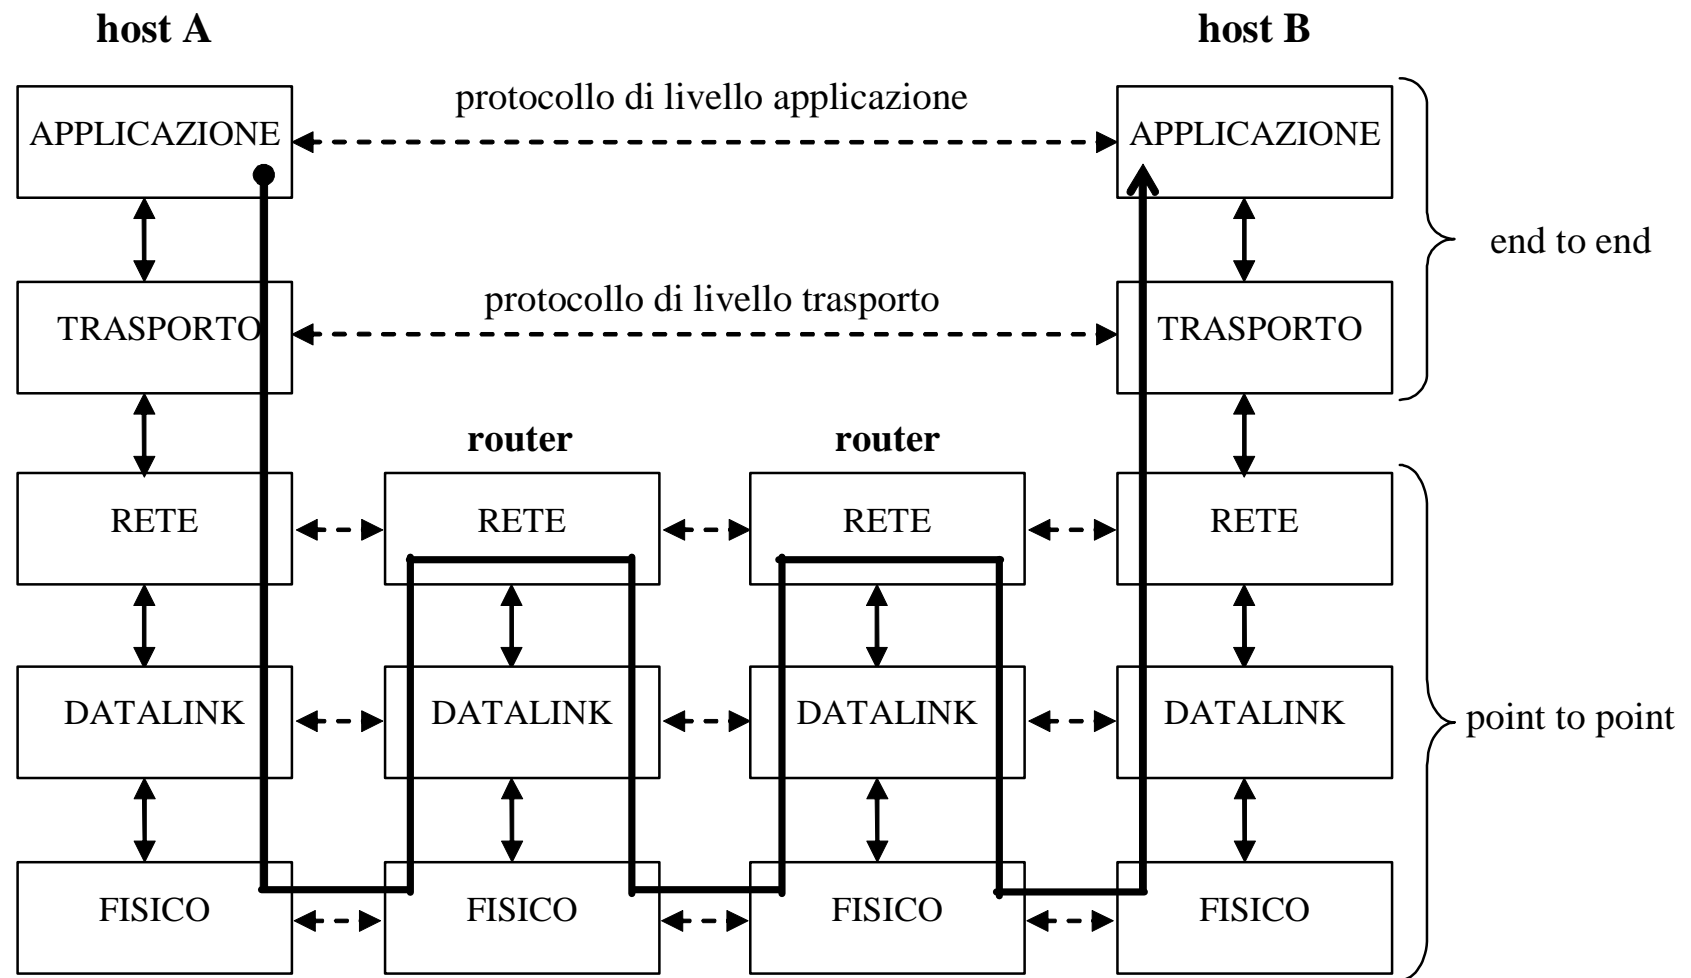 host A
host B
protocollo di livello applicazione
APPLICAZIONE
APPLICAZIONE
end to end
protocollo di livello trasporto
TRASPORTO
TRASPORTO
router
router
RETE
RETE
RETE
RETE
DATALINK
DATALINK
DATALINK
DATALINK
point to point
FISICO
FISICO
FISICO
FISICO